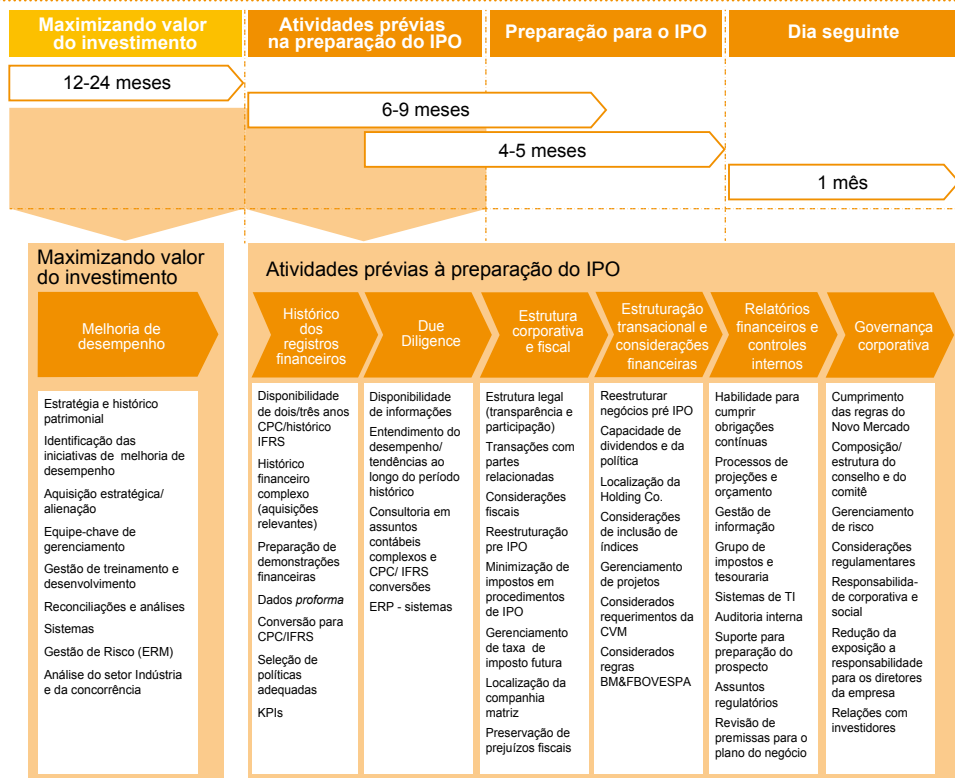 Maximizando valor
do investimento
Atividades prévias
na preparação do IPO
Preparação para o IPO
Dia seguinte
12-24 meses
6-9 meses
4-5 meses
1 mês
Maximizando valor
do investimento
Melhoria de
desempenho
Estratégia e histórico
patrimonial
Identificação das
iniciativas de melhoria de
desempenho
Aquisição estratégica/
alienação
Equipe-chave de
gerenciamento
Gestão de treinamento e
desenvolvimento
Reconciliações e análises
Sistemas
Gestão de Risco (ERM)
Análise do setor Indústria
e da concorrência
Atividades prévias à preparação do IPO
Histórico
dos
registros
financeiros
Disponibilidade
de dois/três anos
CPC/histórico
IFRS
Histórico
financeiro
complexo
(aquisições
relevantes)
Preparação de
demonstrações
financeiras
Dados proforma
Conversão para
CPC/IFRS
Seleção de
políticas
adequadas
KPIs
Due
Diligence
Disponibilidade
de informações
Entendimento do
desempenho/
tendências ao
longo do período
histórico
Consultoria em
assuntos
contábeis
complexos e
CPC/ IFRS
conversões
ERP - sistemas
Estrutura
corporativa
e fiscal
Estrutura legal
(transparência e
participação)
Transações com
partes
relacionadas
Considerações
fiscais
Reestruturação
pre IPO
Minimização de
impostos em
procedimentos
de IPO
Gerenciamento
de taxa de
imposto futura
Localização da
companhia
matriz
Preservação de
prejuízos fiscais
Estruturação
transacional e
considerações
financeiras
Reestruturar
negócios pré IPO
Capacidade de
dividendos e da
política
Localização da
Holding Co.
Considerações
de inclusão de
índices
Gerenciamento
de projetos
Considerados
requerimentos da
CVM
Considerados
regras
BM&FBOVESPA
Relatórios
financeiros e
controles
internos
Habilidade para
cumprir
obrigações
contínuas
Processos de
projeções e
orçamento
Gestão de
informação
Grupo de
impostos e
tesouraria
Sistemas de TI
Auditoria interna
Suporte para
preparação do
prospecto
Assuntos
regulatórios
Revisão de
premissas para o
plano do negócio
Governança
corporativa
Cumprimento
das regras do
Novo Mercado
Composição/
estrutura do
conselho e do
comitê
Gerenciamento
de risco
Considerações
regulamentares
Responsabilida-
de corporativa e
social
Redução da
exposição a
responsabilidade
para os diretores
da empresa
Relações com
investidores